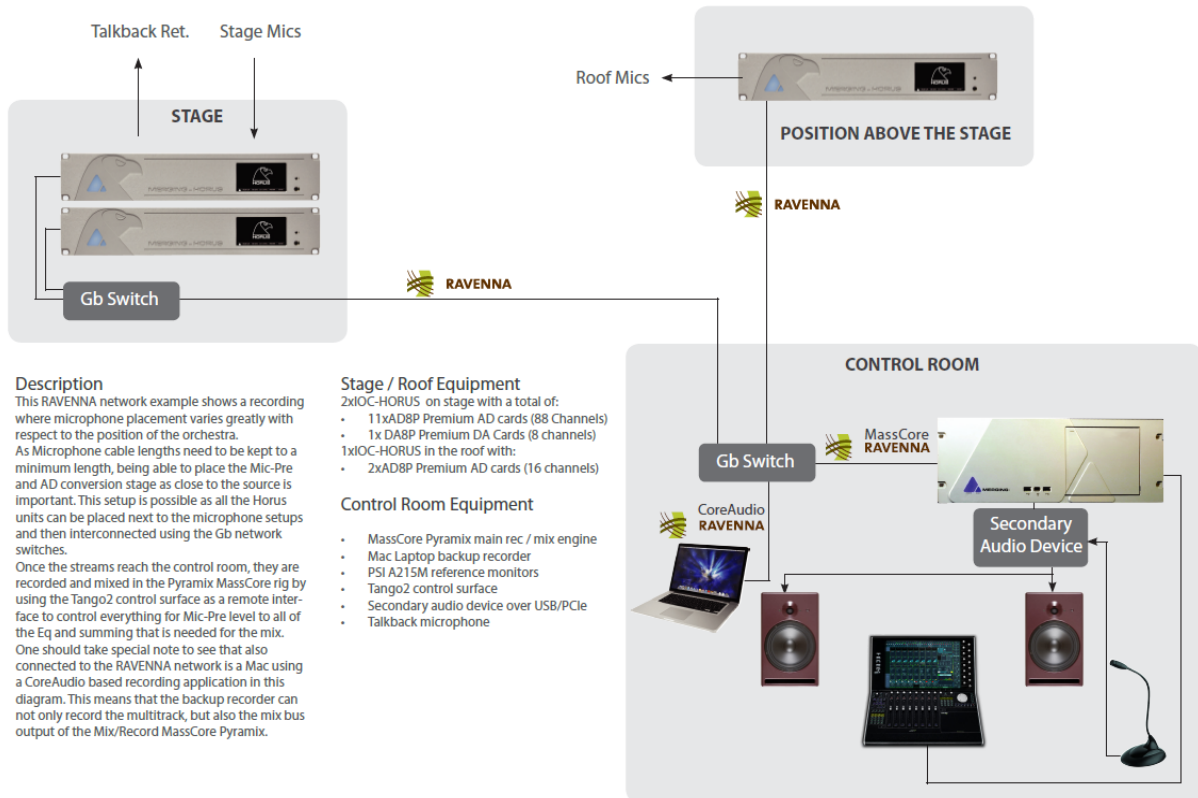 Talkback Ret.
Stage Mics
STAGE
MERGING HORUS
HORUS
MERGING HORUS
HORUS
Gb Switch
RAVENNA
Roof Mics
MERGING HORUS
HORUS
POSITION ABOVE THE STAGE
RAVENNA
Description
This RAVENNA network example shows a recording
where microphone placement varies greatly with
respect to the position of the orchestra.
As Microphone cable lengths need to be kept to a
minimum length, being able to place the Mic-Pre
and AD conversion stage as close to the source is
important. This setup is possible as all the Horus
units can be placed next to the microphone setups
and then interconnected using the Gb network
switches.
Once the streams reach the control room, they are
recorded and mixed in the Pyramix MassCore rig by
using the Tango2 control surface as a remote inter-
face to control everything for Mic-Pre level to all of
the Eq and summing that is needed for the mix.
One should take special note to see that also
connected to the RAVENNA network is a Mac using
a CoreAudio based recording application in this
diagram. This means that the backup recorder can
not only record the multitrack, but also the mix bus
output of the Mix/Record MassCore Pyramix.
Stage / Roof Equipment
2xIOC-HORUS on stage with a total of:
• 11xAD8P Premium AD cards (88 Channels)
• 1x DA8P Premium DA Cards (8 channels)
1xIOC-HORUS in the roof with:
• 2xAD8P Premium AD cards (16 channels)
Control Room Equipment
• MassCore Pyramix main rec / mix engine
• Mac Laptop backup recorder
• PSI A215M reference monitors
• Tango2 control surface
• Secondary audio device over USB/PCIe
• Talkback microphone
CONTROL ROOM
Gb Switch
MassCore
RAVENNA
MERGING
CoreAudio
RAVENNA
Secondary
Audio Device